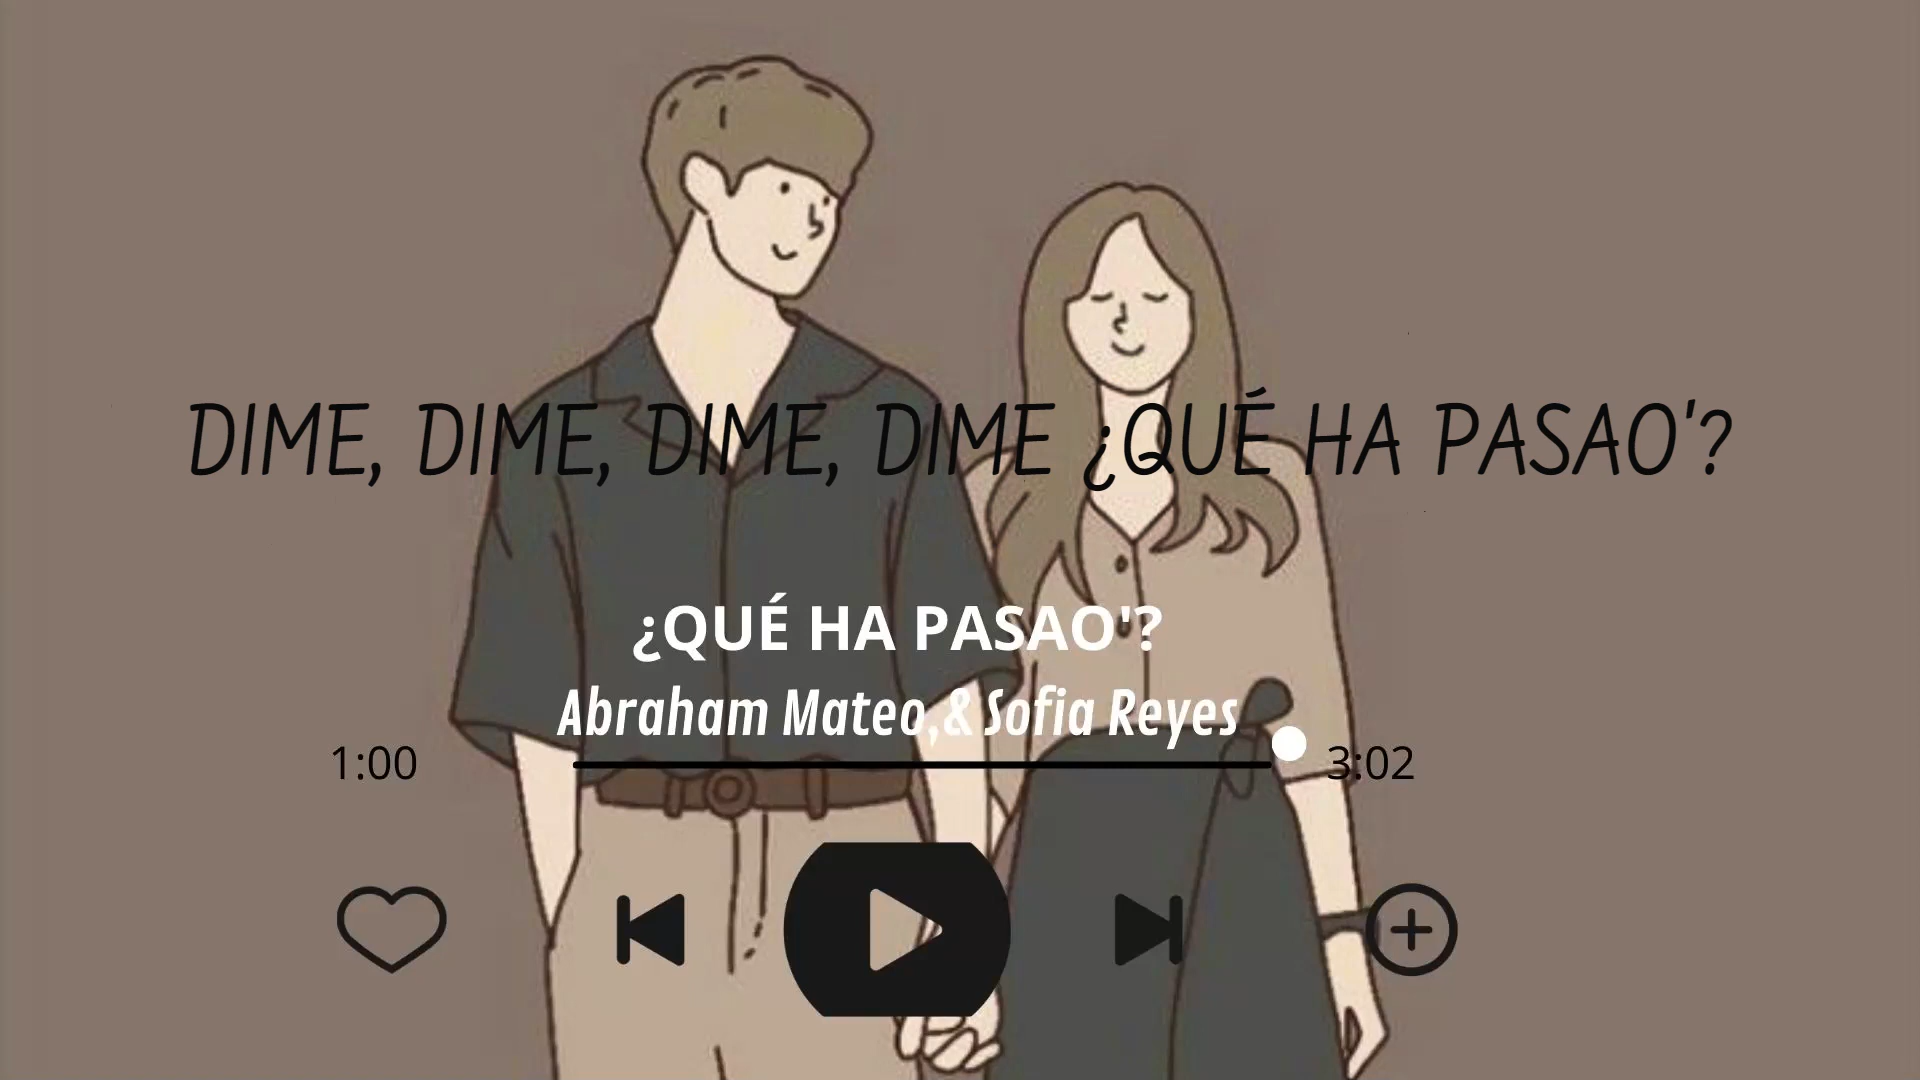 DIME, DIME, DIME, DIME ¿QUÉ HA PASAO'?
¿QUÉ HA PASAO'?
Abraham Mateo,& Sofia Reyes
1:00
3:02